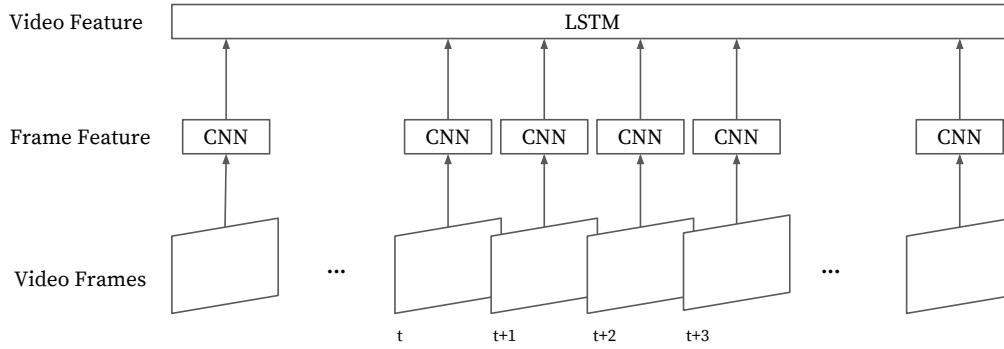 Video Feature LSTM
Frame Feature CNN CNN CNN CNN CNN CNN
Video Frames ... ...
t t+1 t+2 t+3